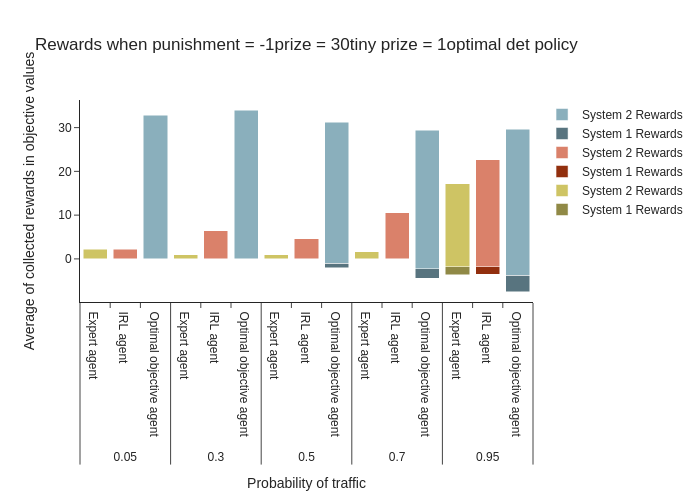 Rewards when punishment = -1prize = 30tiny prize = 1optimal det policy
Average of collected rewards in objective values
30
20
10
0
System 2 Rewards
System 1 Rewards
System 2 Rewards
System 1 Rewards
System 2 Rewards
System 1 Rewards
Expert agent
IRL agent
Optimal objective agent
Expert agent
IRL agent
Optimal objective agent
Expert agent
IRL agent
Optimal objective agent
Expert agent
IRL agent
Optimal objective agent
Expert agent
IRL agent
Optimal objective agent
0.05
0.3
0.5
0.7
0.95
Probability of traffic